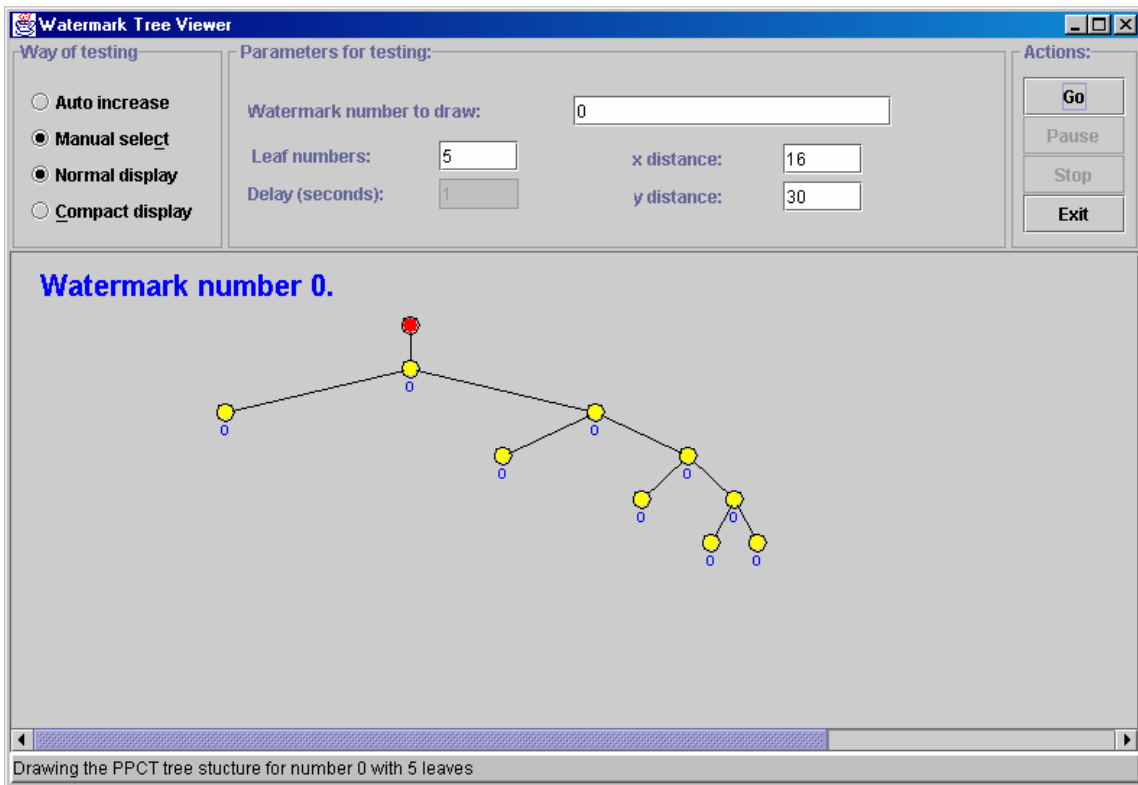 Watermark Tree Viewer
Way of testing
Auto increase
Manual select
Normal display
Compact display
Parameters for testing:
Watermark number to draw: 0
Leaf numbers: 5 x distance: 16
Delay (seconds): 1 y distance: 30
Actions:
Go
Pause
Stop
Exit
Watermark number 0.
0
0 0
0 0
0 0
0 0
Drawing the PPCT tree stucture for number 0 with 5 leaves